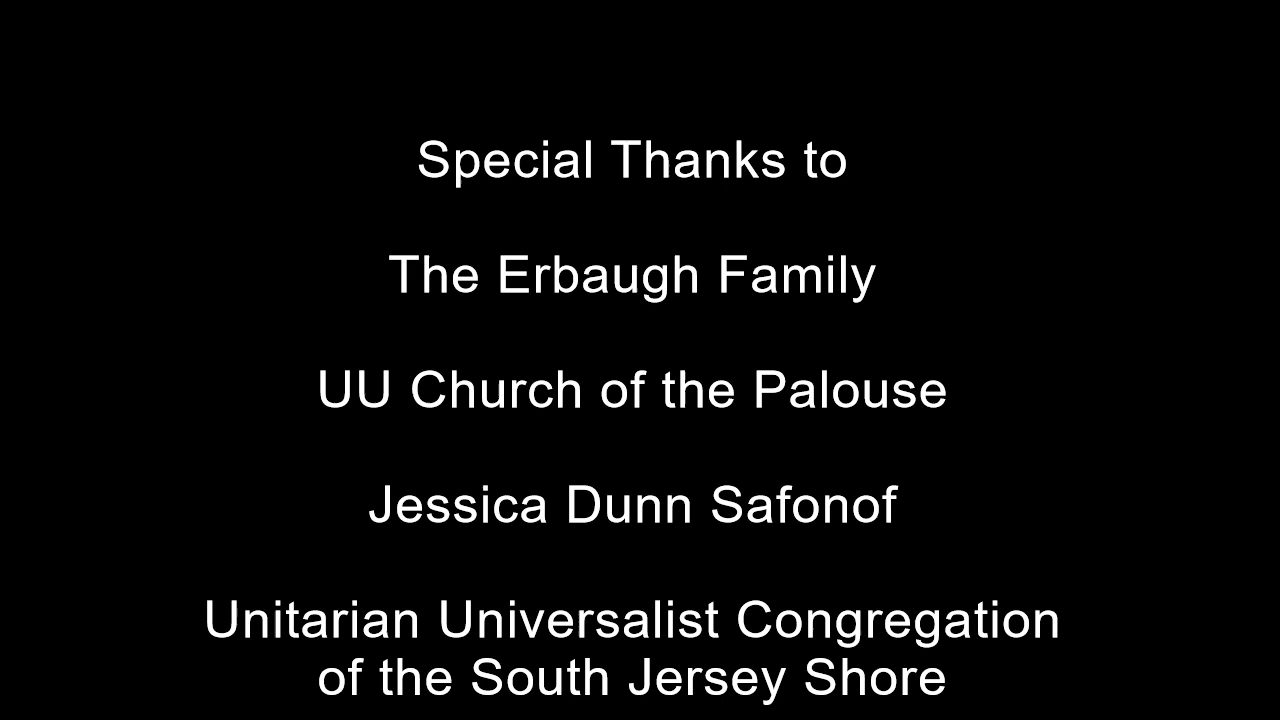 Special Thanks to
The Erbaugh Family
UU Church of the Palouse
Jessica Dunn Safonof
Unitarian Universalist Congregation
of the South Jersey Shore